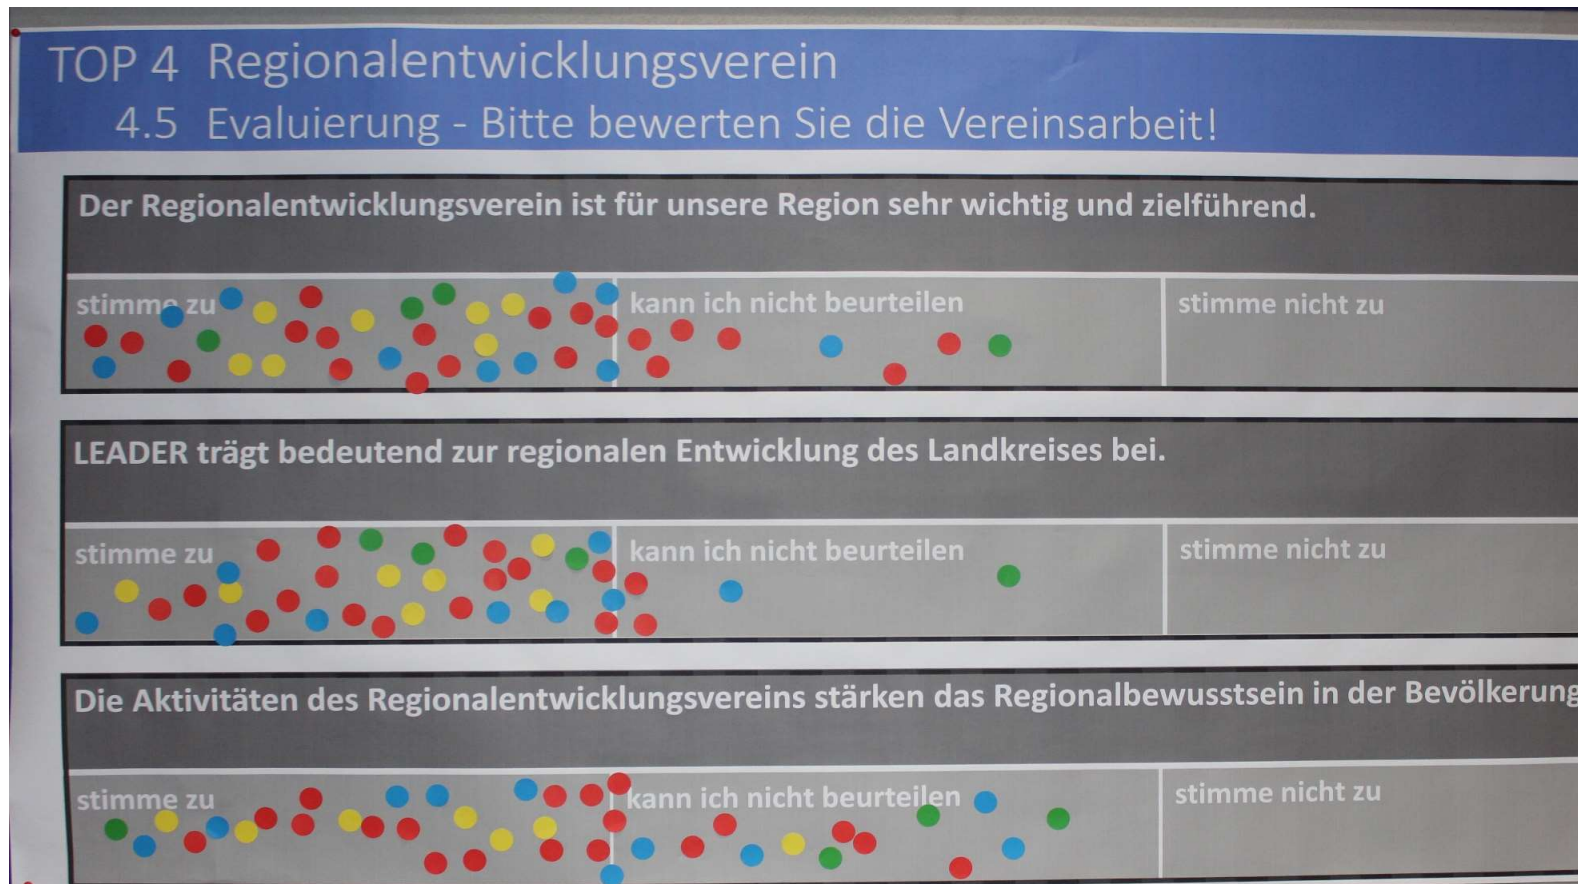 TOP 4 Regionalentwicklungsverein
4.5 Evaluierung - Bitte bewerten Sie die Vereinsarbeit!
Der Regionalentwicklungsverein ist für unsere Region sehr wichtig und zielführend.
stimme zu kann ich nicht beurteilen stimme nicht zu
LEADER trägt bedeutend zur regionalen Entwicklung des Landkreises bei.
stimme zu kann ich nicht beurteilen stimme nicht zu
Die Aktivitäten des Regionalentwicklungsvereins stärken das Regionalbewusstsein in der Bevölkerung
stimme zu kann ich nicht beurteilen stimme nicht zu